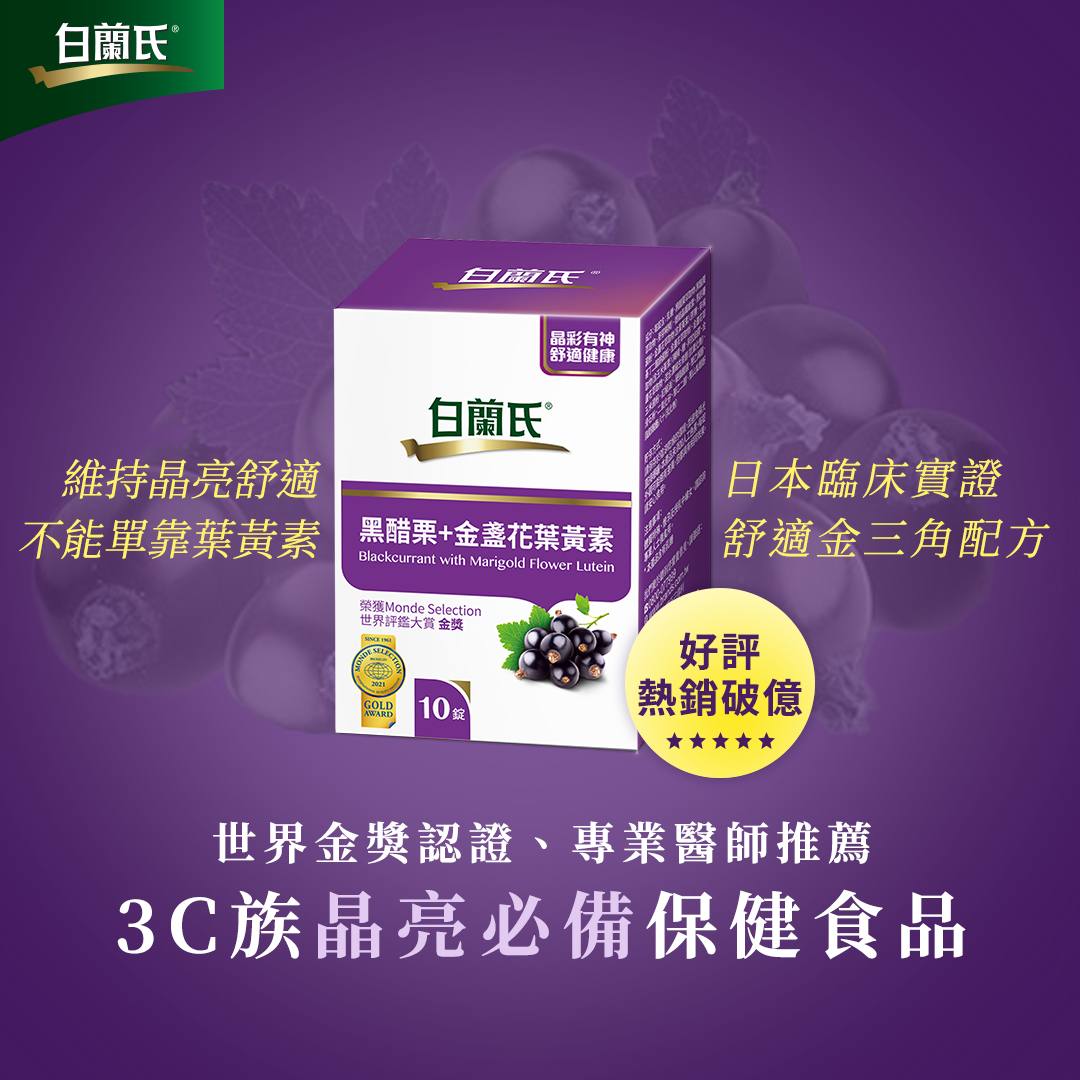 白蘭氏®
白蘭氏®
晶彩有神
舒適健康
白蘭氏®
維持晶亮舒適
不能單靠葉黃素
日本臨床實證
舒適金三角配方
黑醋栗+金盞花葉黃素
Blackcurrant with Marigold Flower Lutein
榮獲Monde Selection
世界評鑑大賞 金獎
SINCE 1961
MONDE SELECTION
2021
GOLD
AWARD
10錠
好評
熱銷破億
★★★★★
世界金獎認證、專業醫師推薦
3C族晶亮必備保健食品